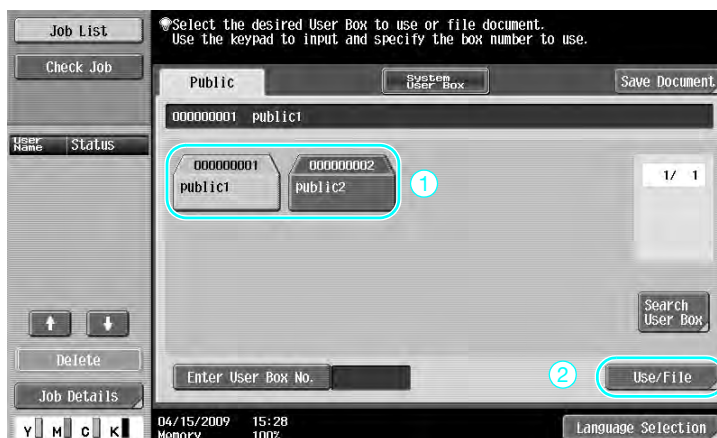 Job List
Check Job
User Name Status
Delete
Job Details
Y M C K
Select the desired User Box to use or file document.
Use the keypad to input and specify the box number to use.
Public
System User Box
Save Document
000000001 public1
000000001
public1
000000002
public2
1
1/ 1
Search
User Box
Enter User Box No.
2
Use/File
04/15/2009 15:28
Memory 100%
Language Selection